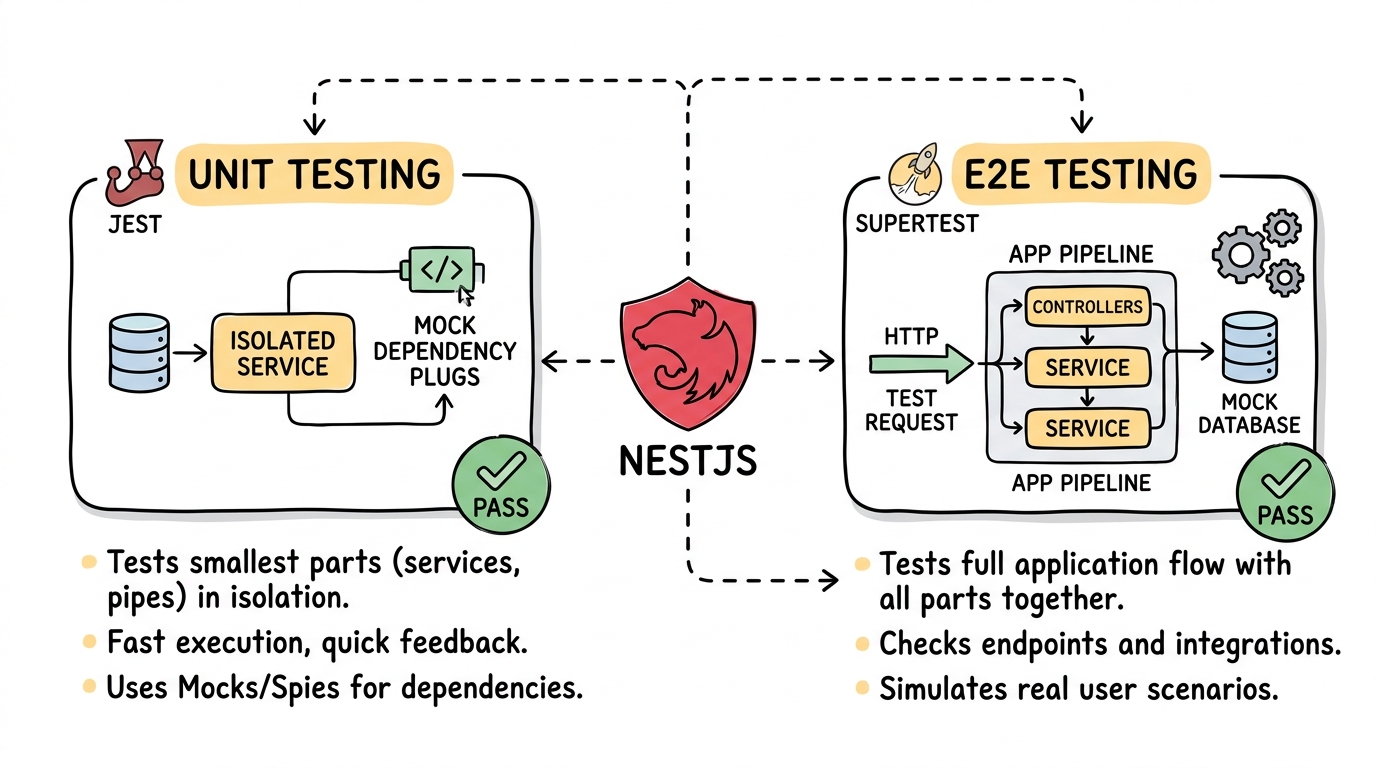 UNIT TESTING
JEST
</>
ISOLATED
SERVICE
MOCK
DEPENDENCY
PLUGS
PASS
Tests smallest parts (services,
pipes) in isolation.
Fast execution, quick feedback.
Uses Mocks/Spies for dependencies.
NESTJS
E2E TESTING
SUPERTEST
APP PIPELINE
HTTP
TEST
REQUEST
CONTROLLERS
SERVICE
SERVICE
MOCK
DATABASE
APP PIPELINE
PASS
Tests full application flow with
all parts together.
Checks endpoints and integrations.
Simulates real user scenarios.